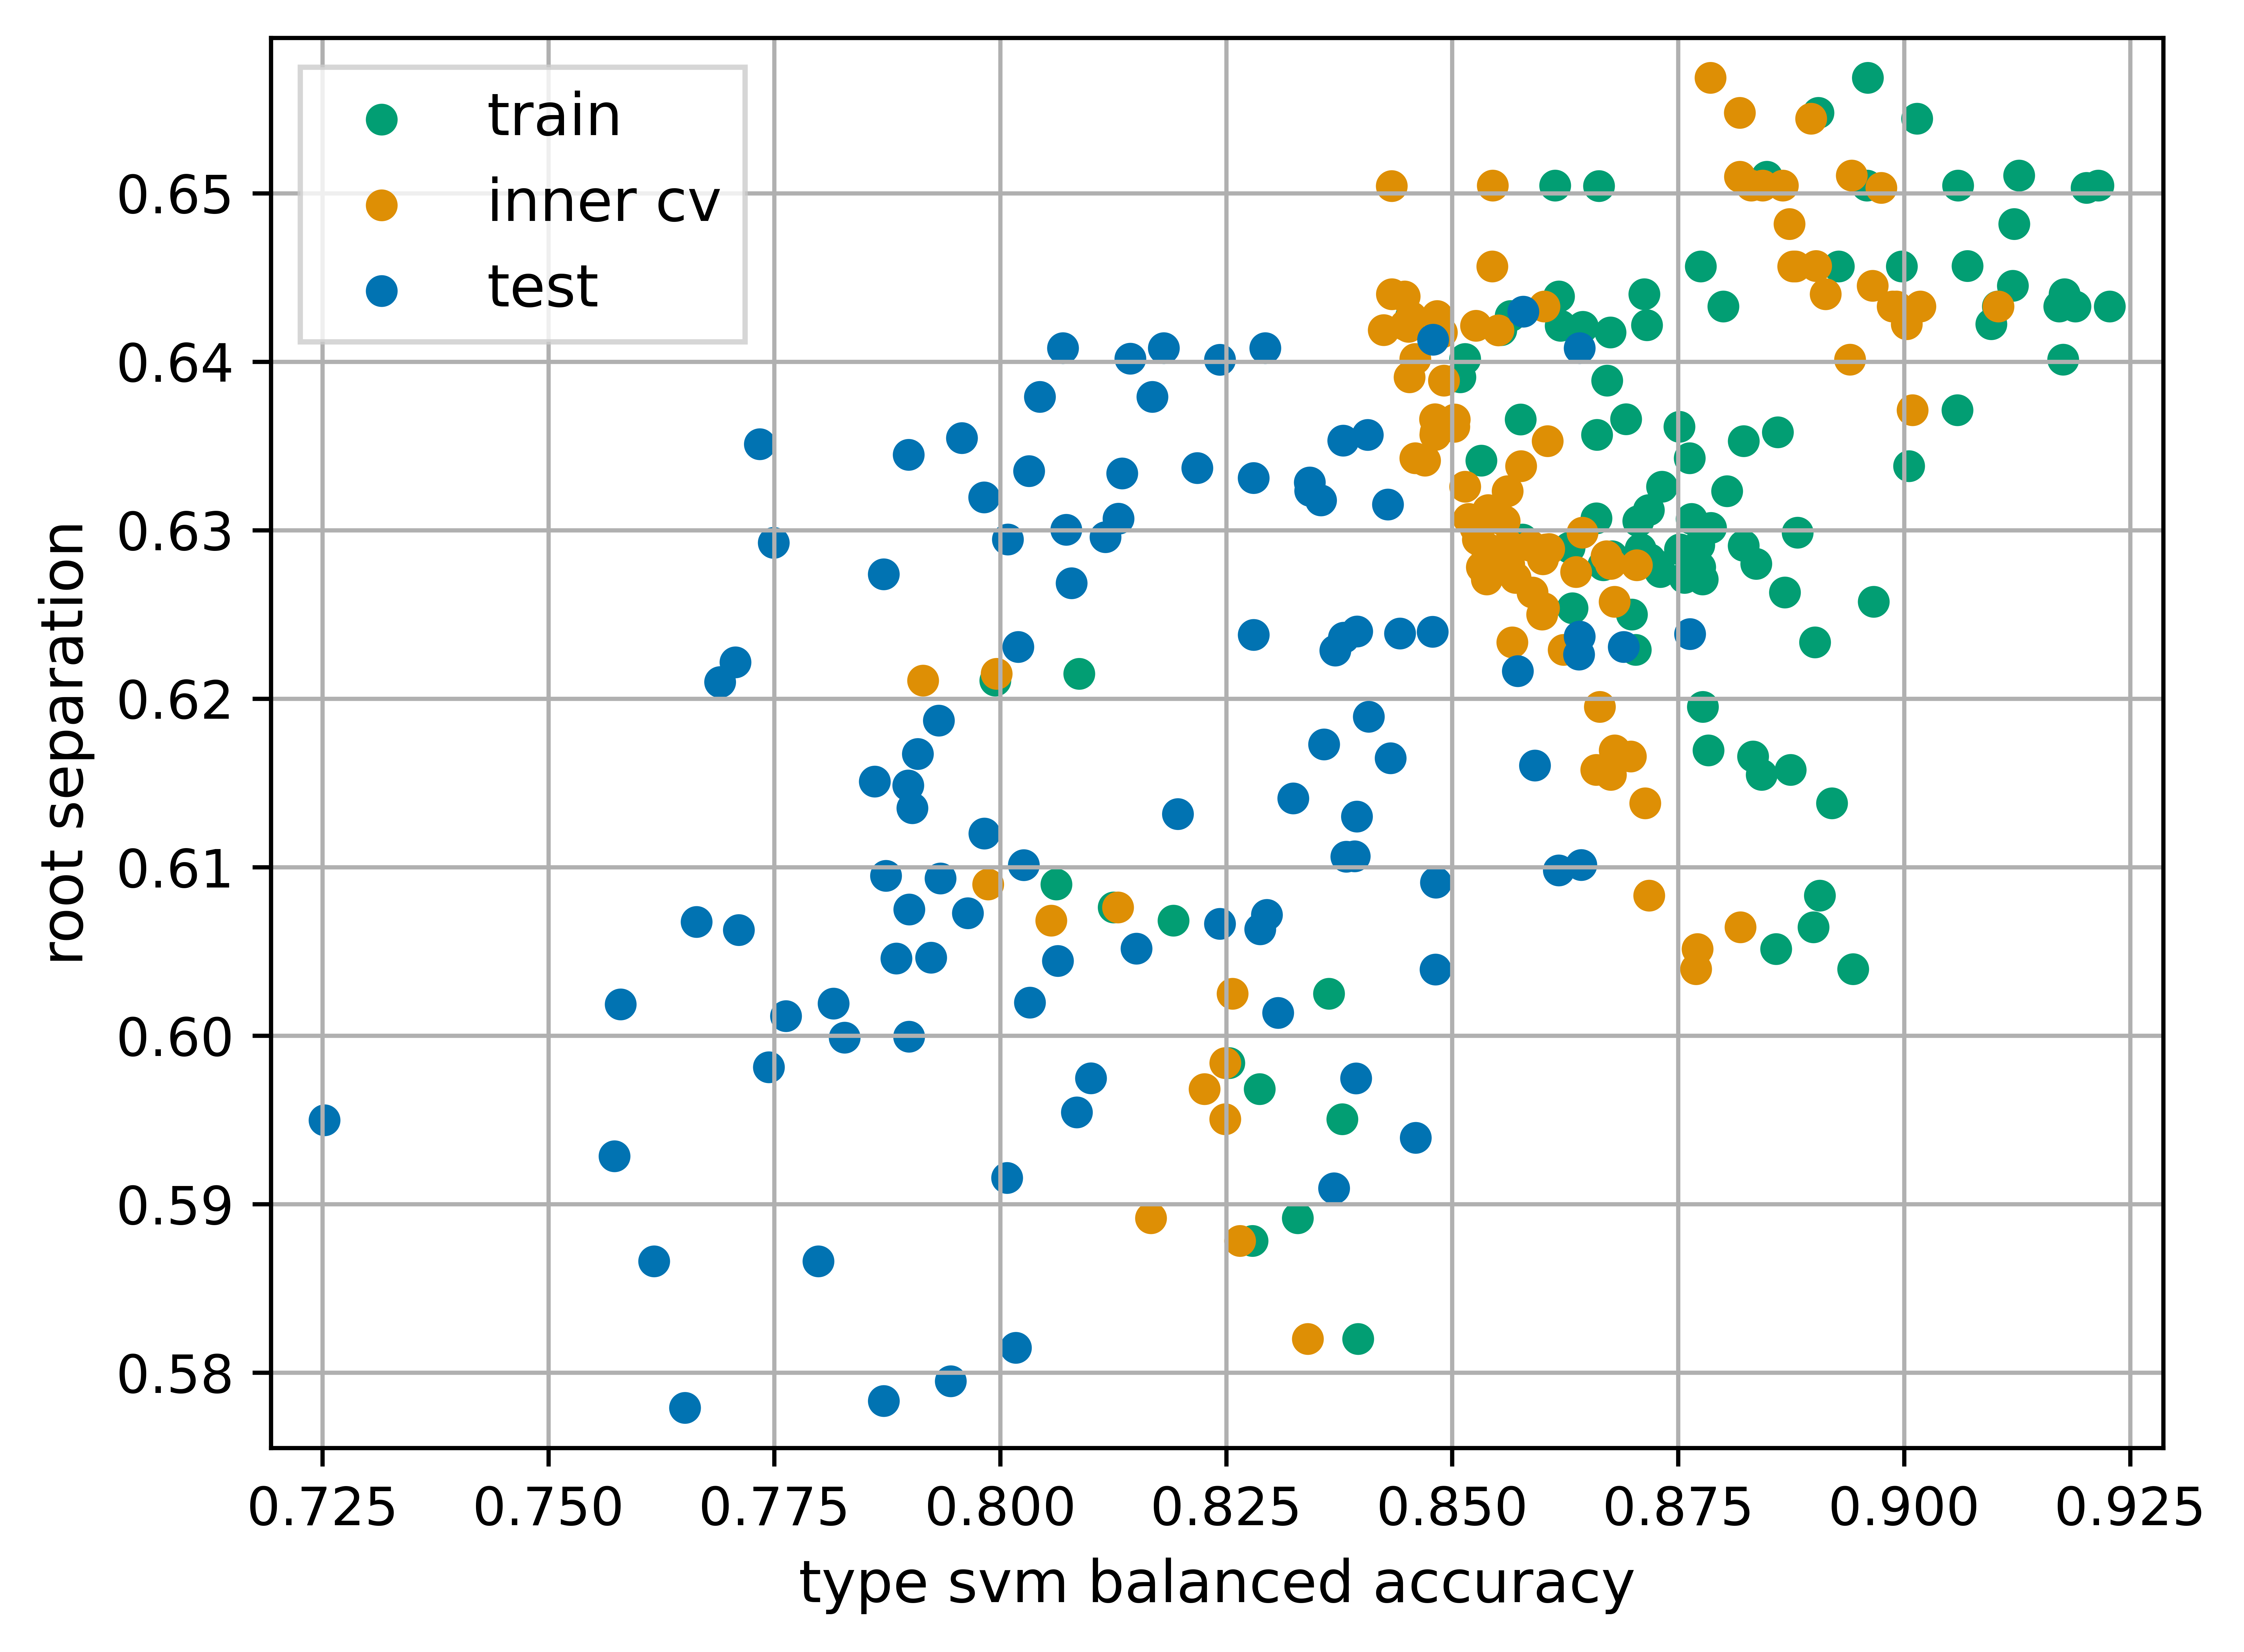 train
inner cv
test
0.65
0.64
0.63
0.62
0.61
0.60
0.59
0.58
root separation
0.725 0.750 0.775 0.800 0.825 0.850 0.875 0.900 0.925
type svm balanced accuracy